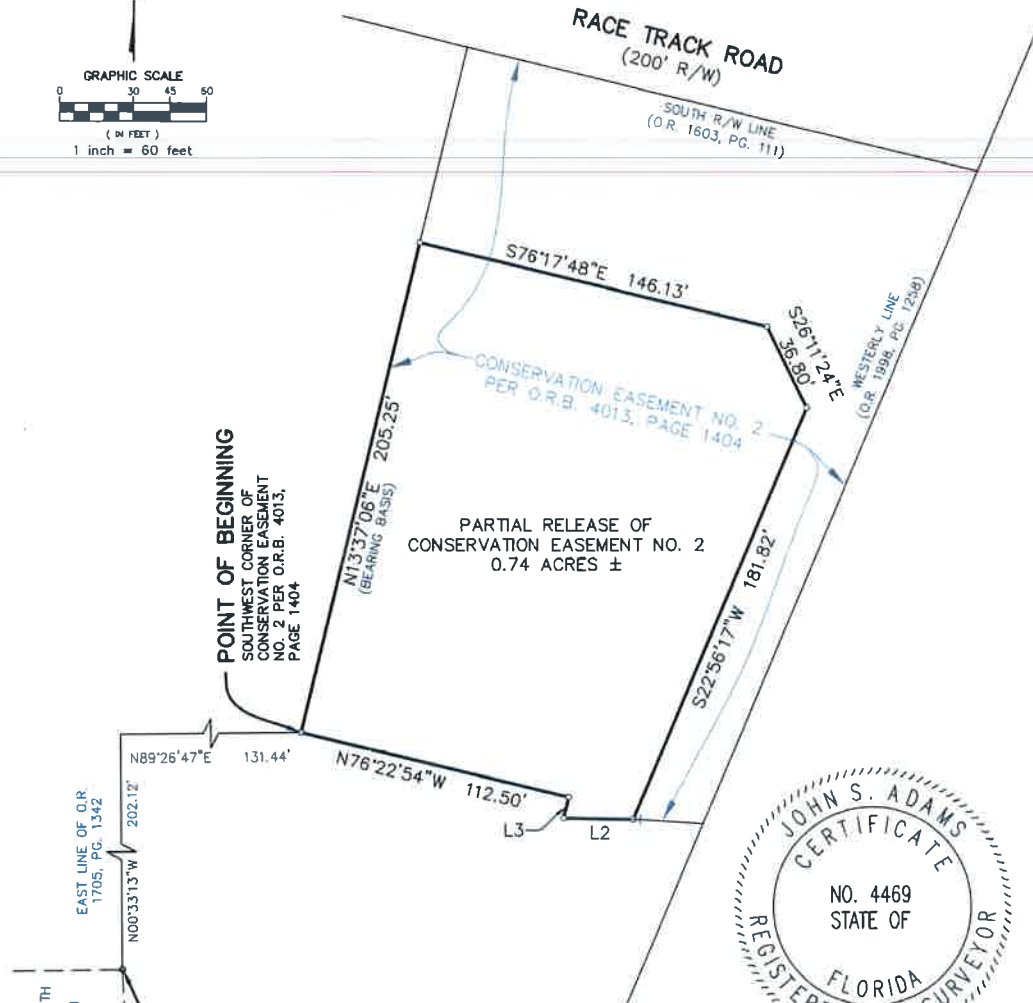 RACE TRACK ROAD
(200' R/W)
SOUTH R/W LINE
(O.R. 1603, PG. 111)
GRAPHIC SCALE
0 30 45 60
( IN FEET )
1 inch = 60 feet
S76°17'48"E 146.13'
S26°11'24"E
36.80'
WESTERLY LINE
(O.R. 1998, PG. 1258)
CONSERVATION EASEMENT NO. 2
PER O.R.B. 4013, PAGE 1404
N13°37'06"E 205.25'
(BEARING BASIS)
POINT OF BEGINNING
SOUTHWEST CORNER OF
CONSERVATION EASEMENT
NO. 2 PER O.R.B. 4013,
PAGE 1404
PARTIAL RELEASE OF
CONSERVATION EASEMENT NO. 2
0.74 ACRES ±
S22°56'17"W 181.82'
N89°26'47"E 131.44'
N76°22'54"W 112.50'
L3
L2
EAST LINE OF O.R.
1705, PG. 1342
N00°33'13"W 202.12'
JOHN S. ADAMS
CERTIFICATE
NO. 4469
STATE OF
FLORIDA
SURVEYOR